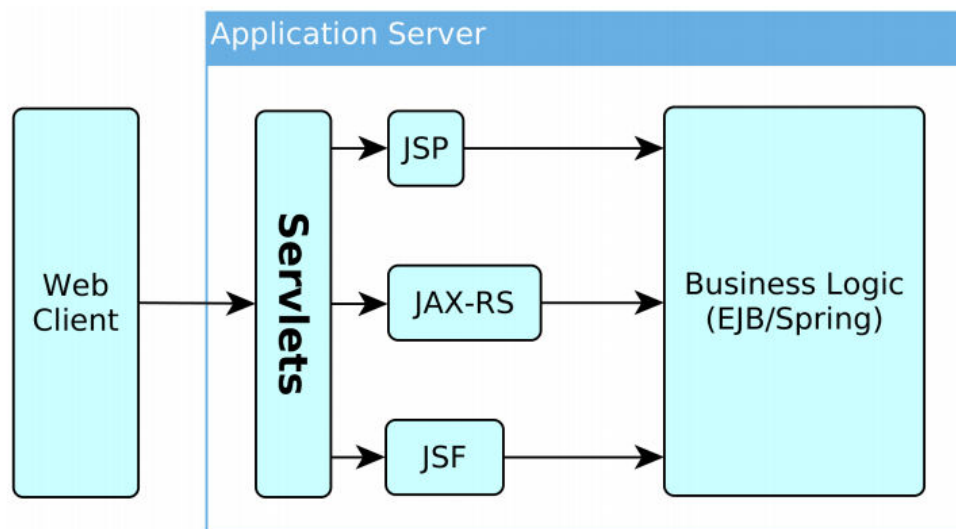 Application Server
Web
Client
Servlets
JSP
JAX-RS
JSF
Business Logic
(EJB/Spring)